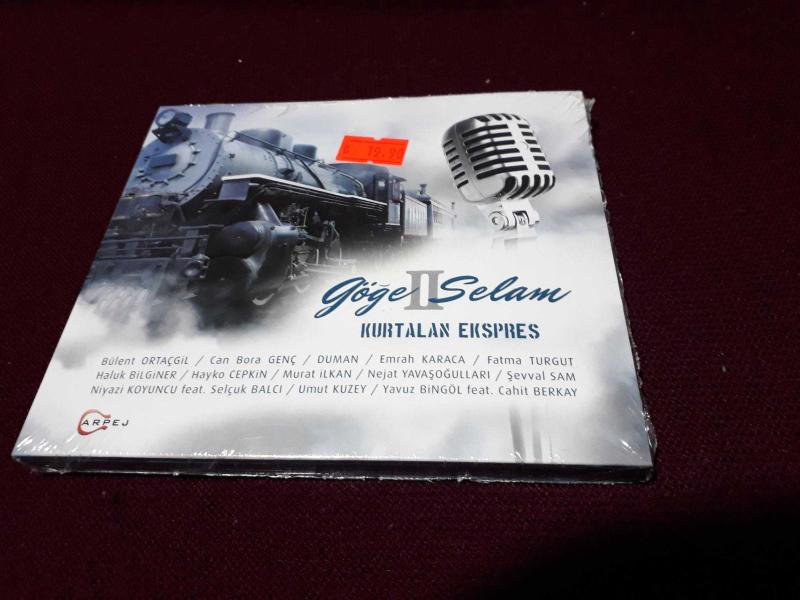 ₺ 19.90
Göğe II Selam
KURTALAN EKSPRES
Bülent ORTAÇGİL / Can Bora GENÇ / DUMAN / Emrah KARACA / Fatma TURGUT
Haluk BİLGİNER / Hayko CEPKİN / Murat İLKAN / Nejat YAVAŞOĞULLARI / Şevval SAM
Niyazi KOYUNCU feat. Selçuk BALCI / Umut KUZEY / Yavuz BİNGÖL feat. Cahit BERKAY
ARPEJ